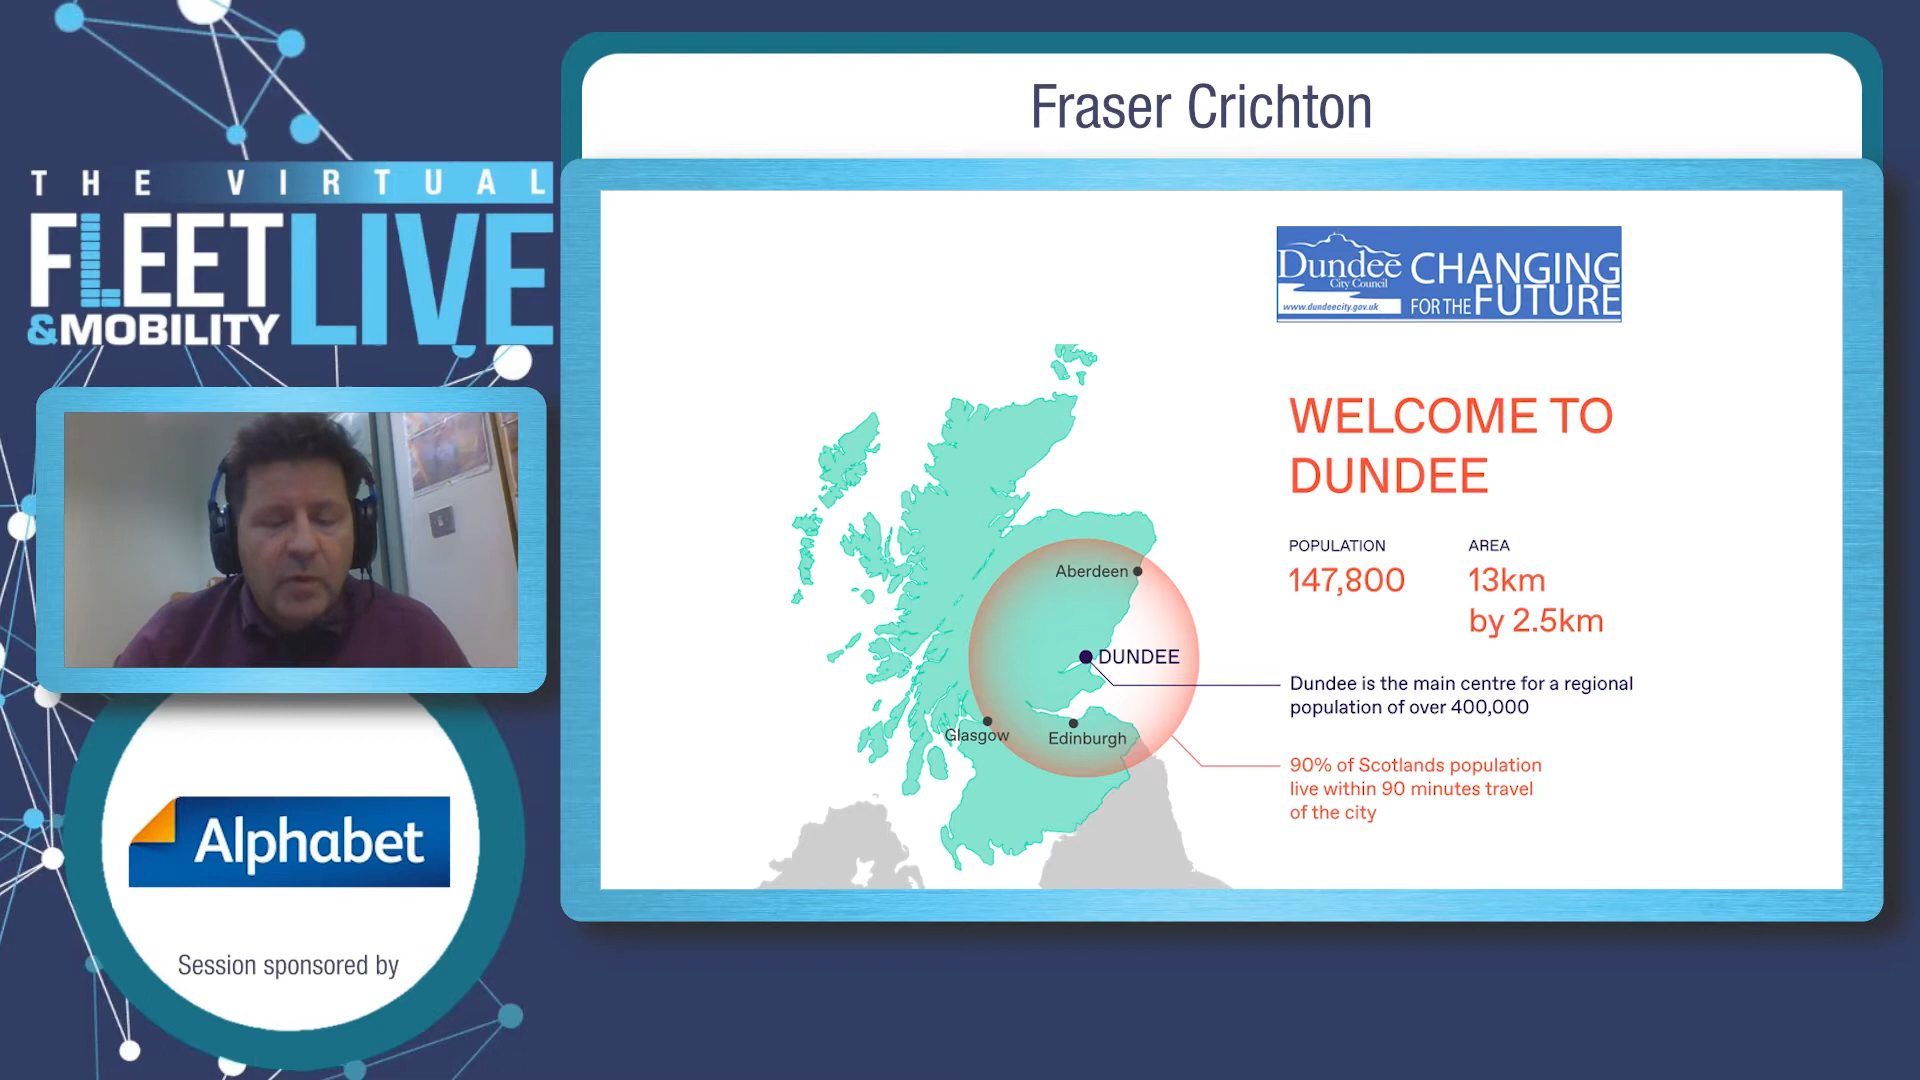 THE VIRTUAL
FLEET
&MOBILITY
LIVE
Alphabet
Session sponsored by
Fraser Crichton
Dundee
City Council
www.dundeecity.gov.uk
CHANGING
FOR THE FUTURE
WELCOME TO
DUNDEE
POPULATION
147,800
AREA
13km
by 2.5km
Aberdeen
DUNDEE
Glasgow
Edinburgh
Dundee is the main centre for a regional
population of over 400,000
90% of Scotlands population
live within 90 minutes travel
of the city